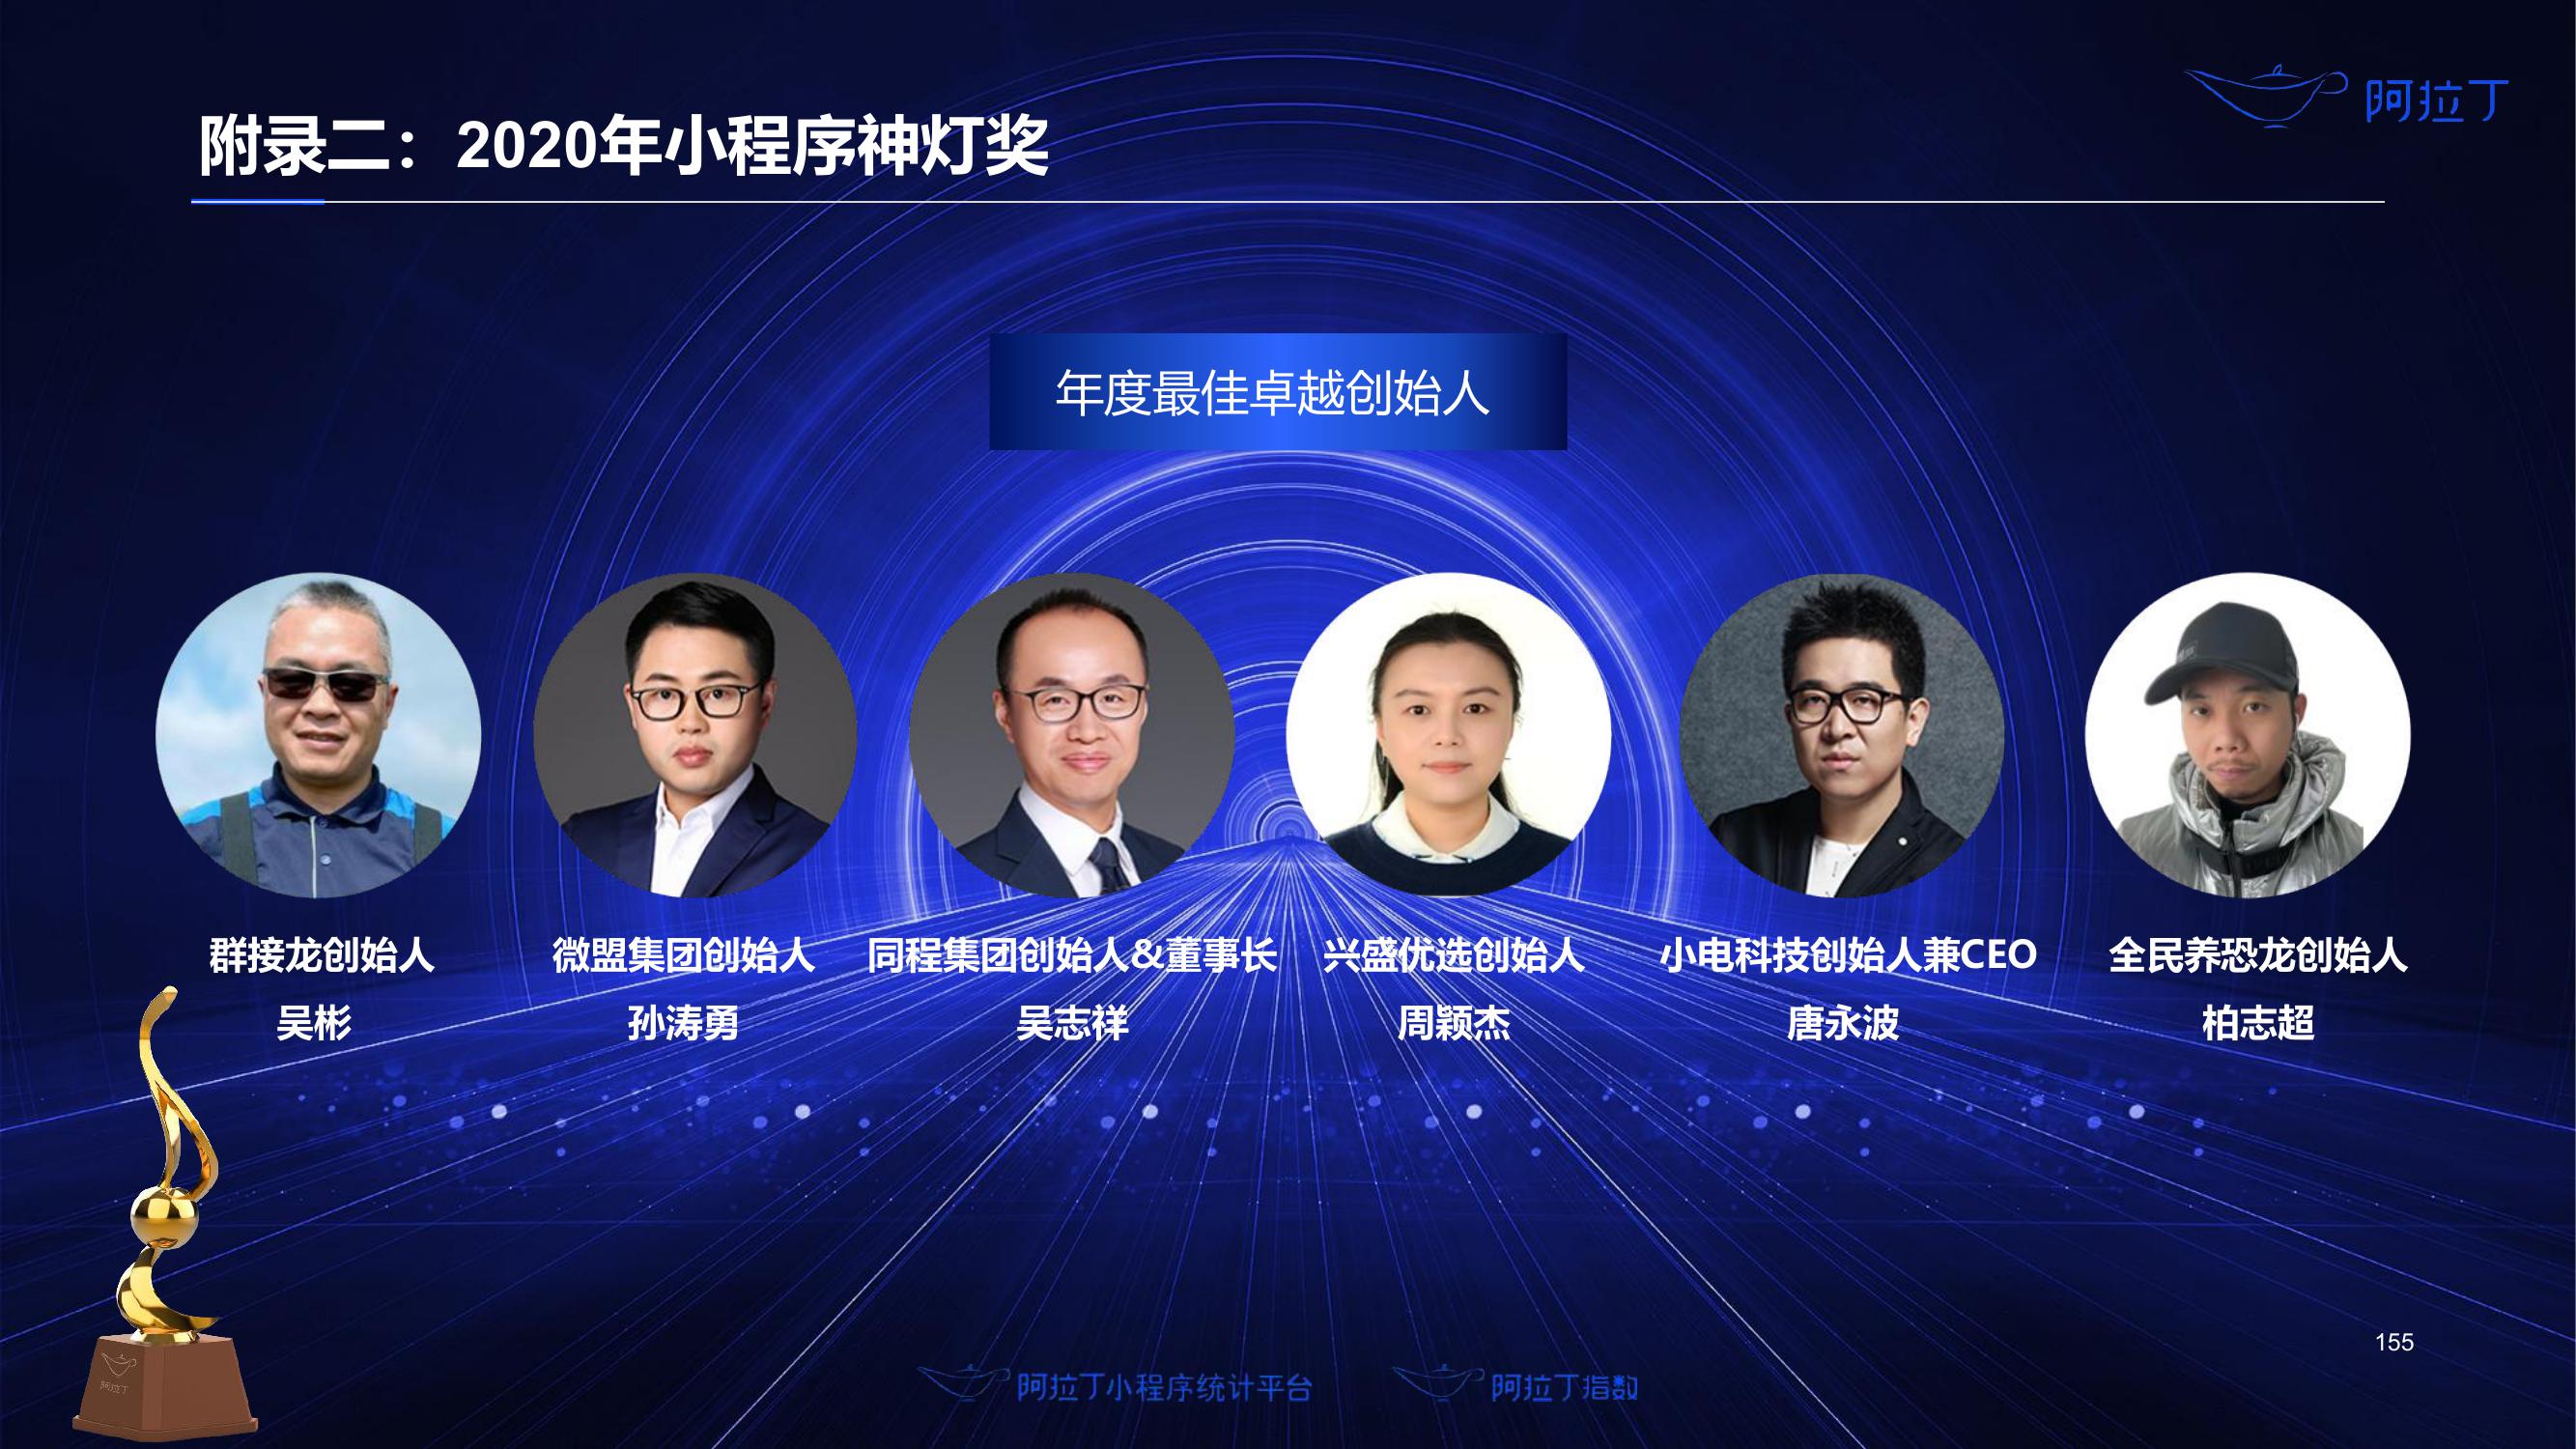 阿拉丁
附录二：2020年小程序神灯奖
年度最佳卓越创始人
群接龙创始人
吴彬
微盟集团创始人
孙涛勇
同程集团创始人&董事长
吴志祥
兴盛优选创始人
周颖杰
小电科技创始人兼CEO
唐永波
全民养恐龙创始人
柏志超
阿拉丁
155
阿拉丁小程序统计平台
阿拉丁指数